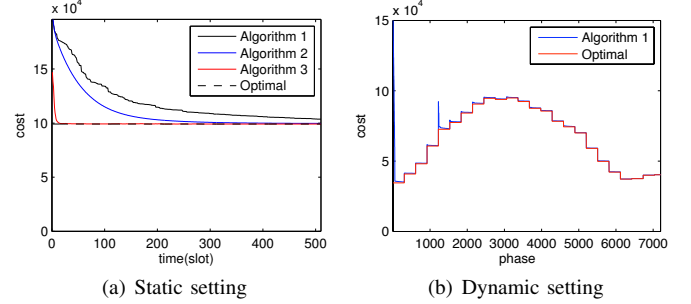 x 10^4
15
10
5
0
cost
0 100 200 300 400 500
time(slot)
Algorithm 1
Algorithm 2
Algorithm 3
Optimal
(a) Static setting
x 10^4
15
10
5
0
cost
1000 2000 3000 4000 5000 6000 7000
phase
Algorithm 1
Optimal
(b) Dynamic setting